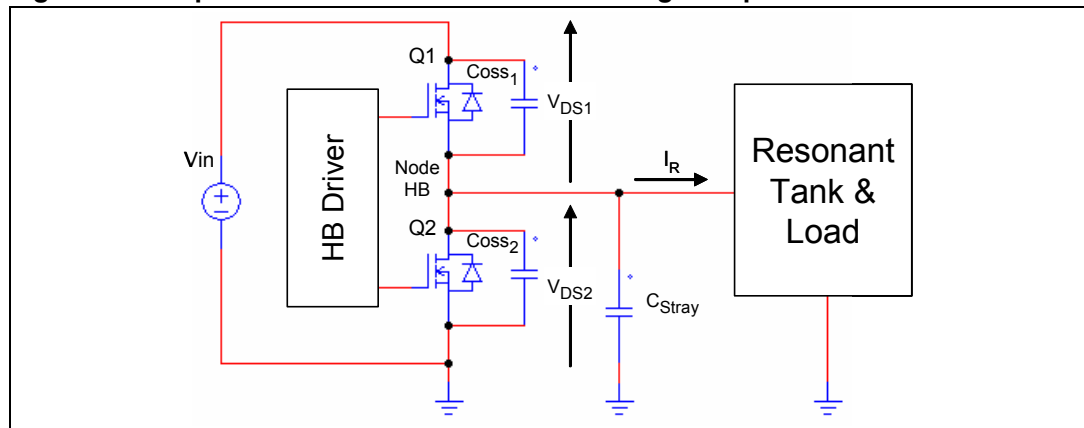 Q1
Coss1
VDS1
Vin
HB Driver
Node
HB
IR
Resonant
Tank &
Load
Q2
Coss2
VDS2
CStray